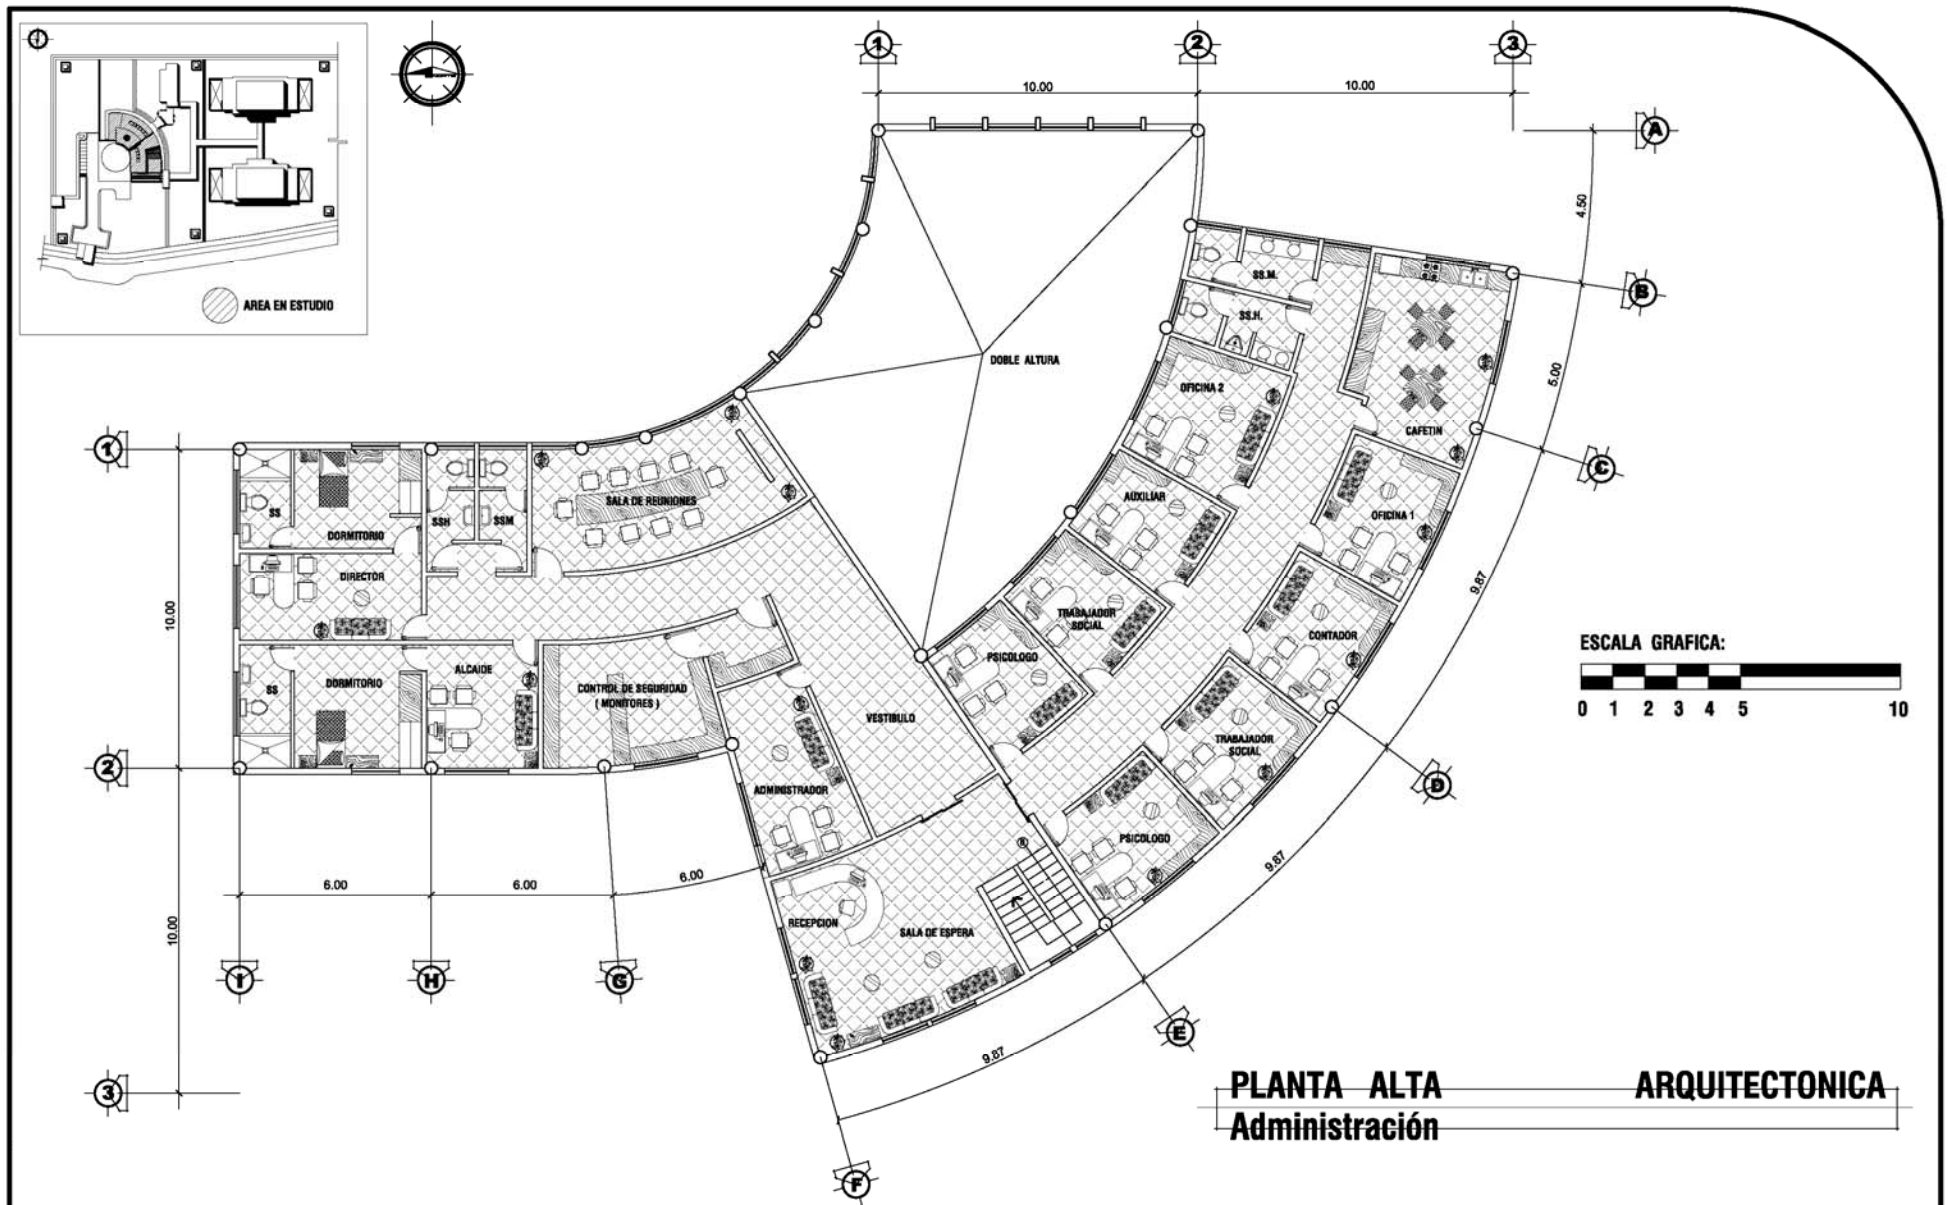 AREA EN ESTUDIO
1
2
3
10.00
10.00
A
4.50
B
5.00
C
9.87
D
9.87
E
9.87
F
SS.M.
SS.H.
DOBLE ALTURA
OFICINA 2
CAFETIN
AUXILIAR
OFICINA 1
TRABAJADOR
SOCIAL
CONTADOR
PSICOLOGO
TRABAJADOR
SOCIAL
PSICOLOGO
1
10.00
2
10.00
3
SS
DORMITORIO
SSH
SSM
SALA DE REUNIONES
DIRECTOR
SS
DORMITORIO
ALCAIDE
CONTROL DE SEGURIDAD
( MONITORES )
VESTIBULO
ADMINISTRADOR
RECEPCION
SALA DE ESPERA
6.00
6.00
6.00
I
H
G
ESCALA GRAFICA:
0 1 2 3 4 5 10
PLANTA ALTA ARQUITECTONICA
Administración